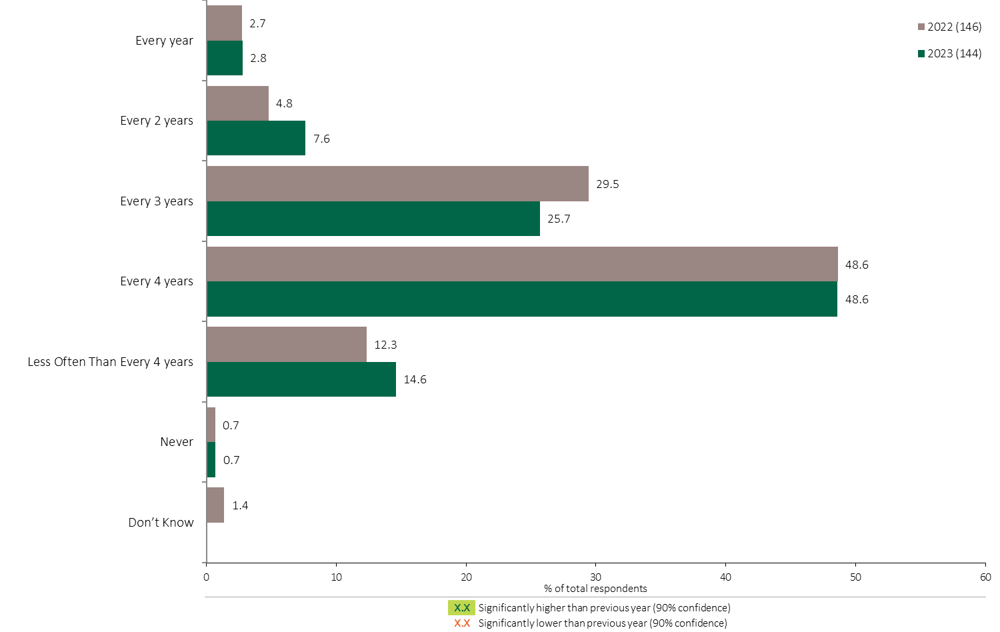 2022 (146)
2023 (144)
Every year
2.7
2.8
Every 2 years
4.8
7.6
Every 3 years
29.5
25.7
Every 4 years
48.6
48.6
Less Often Than Every 4 years
12.3
14.6
Never
0.7
0.7
Don’t Know
1.4
0 10 20 30 40 50 60
% of total respondents
X.X Significantly higher than previous year (90% confidence)
X.X Significantly lower than previous year (90% confidence)